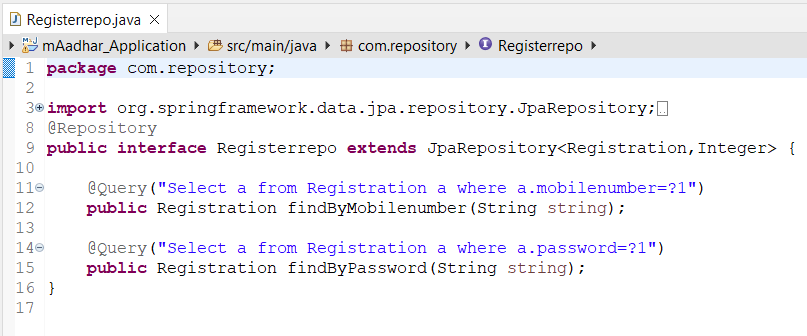 Registerrepo.java
mAadhar_Application src/main/java com.repository Registerrepo
1 package com.repository;
2
3 import org.springframework.data.jpa.repository.JpaRepository;
8 @Repository
9 public interface Registerrepo extends JpaRepository<Registration,Integer> {
10
11 @Query("Select a from Registration a where a.mobilenumber=?1")
12 public Registration findByMobilenumber(String string);
13
14 @Query("Select a from Registration a where a.password=?1")
15 public Registration findByPassword(String string);
16 }
17